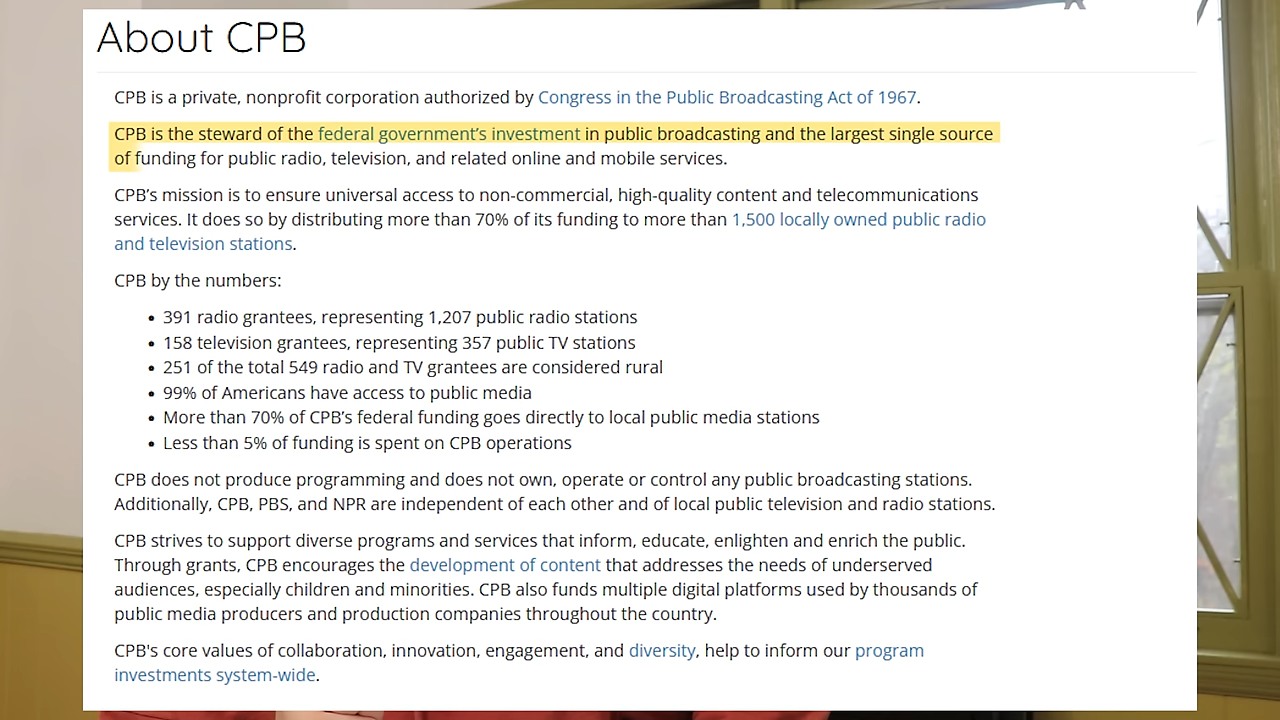 About CPB
CPB is a private, nonprofit corporation authorized by Congress in the Public Broadcasting Act of 1967.
CPB is the steward of the federal government’s investment in public broadcasting and the largest single source
of funding for public radio, television, and related online and mobile services.
CPB’s mission is to ensure universal access to non-commercial, high-quality content and telecommunications
services. It does so by distributing more than 70% of its funding to more than 1,500 locally owned public radio
and television stations.
CPB by the numbers:
• 391 radio grantees, representing 1,207 public radio stations
• 158 television grantees, representing 357 public TV stations
• 251 of the total 549 radio and TV grantees are considered rural
• 99% of Americans have access to public media
• More than 70% of CPB’s federal funding goes directly to local public media stations
• Less than 5% of funding is spent on CPB operations
CPB does not produce programming and does not own, operate or control any public broadcasting stations.
Additionally, CPB, PBS, and NPR are independent of each other and of local public television and radio stations.
CPB strives to support diverse programs and services that inform, educate, enlighten and enrich the public.
Through grants, CPB encourages the development of content that addresses the needs of underserved
audiences, especially children and minorities. CPB also funds multiple digital platforms used by thousands of
public media producers and production companies throughout the country.
CPB's core values of collaboration, innovation, engagement, and diversity, help to inform our program
investments system-wide.